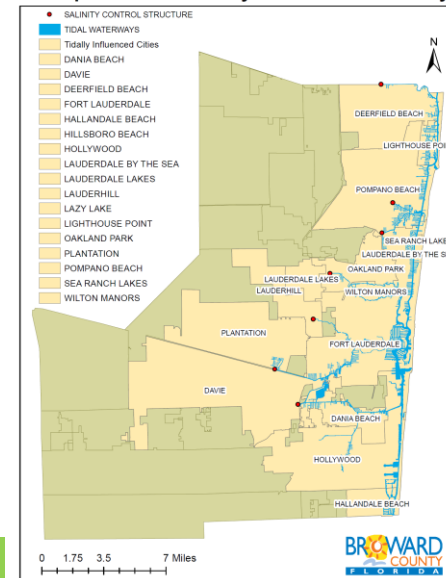 SALINITY CONTROL STRUCTURE
TIDAL WATERWAYS
Tidally Influenced Cities
DANIA BEACH
DAVIE
DEERFIELD BEACH
FORT LAUDERDALE
HALLANDALE BEACH
HILLSBORO BEACH
HOLLYWOOD
LAUDERDALE BY THE SEA
LAUDERDALE LAKES
LAUDERHILL
LAZY LAKE
LIGHTHOUSE POINT
OAKLAND PARK
PLANTATION
POMPANO BEACH
SEA RANCH LAKES
WILTON MANORS
N
DEERFIELD BEACH
LIGHTHOUSE POI
POMPANO BEACH
SEA RANCH LAKE
LAUDERDALE BY THE S
OAKLAND PARK
LAUDERDALE LAKES
LAUDERHILL
WILTON MANORS
PLANTATION
FORT LAUDERDALE
DAVIE
DANIA BEACH
HOLLYWOOD
HALLANDALE BEACH
0 1.75 3.5 7 Miles
BROWARD
COUNTY
FLORIDA